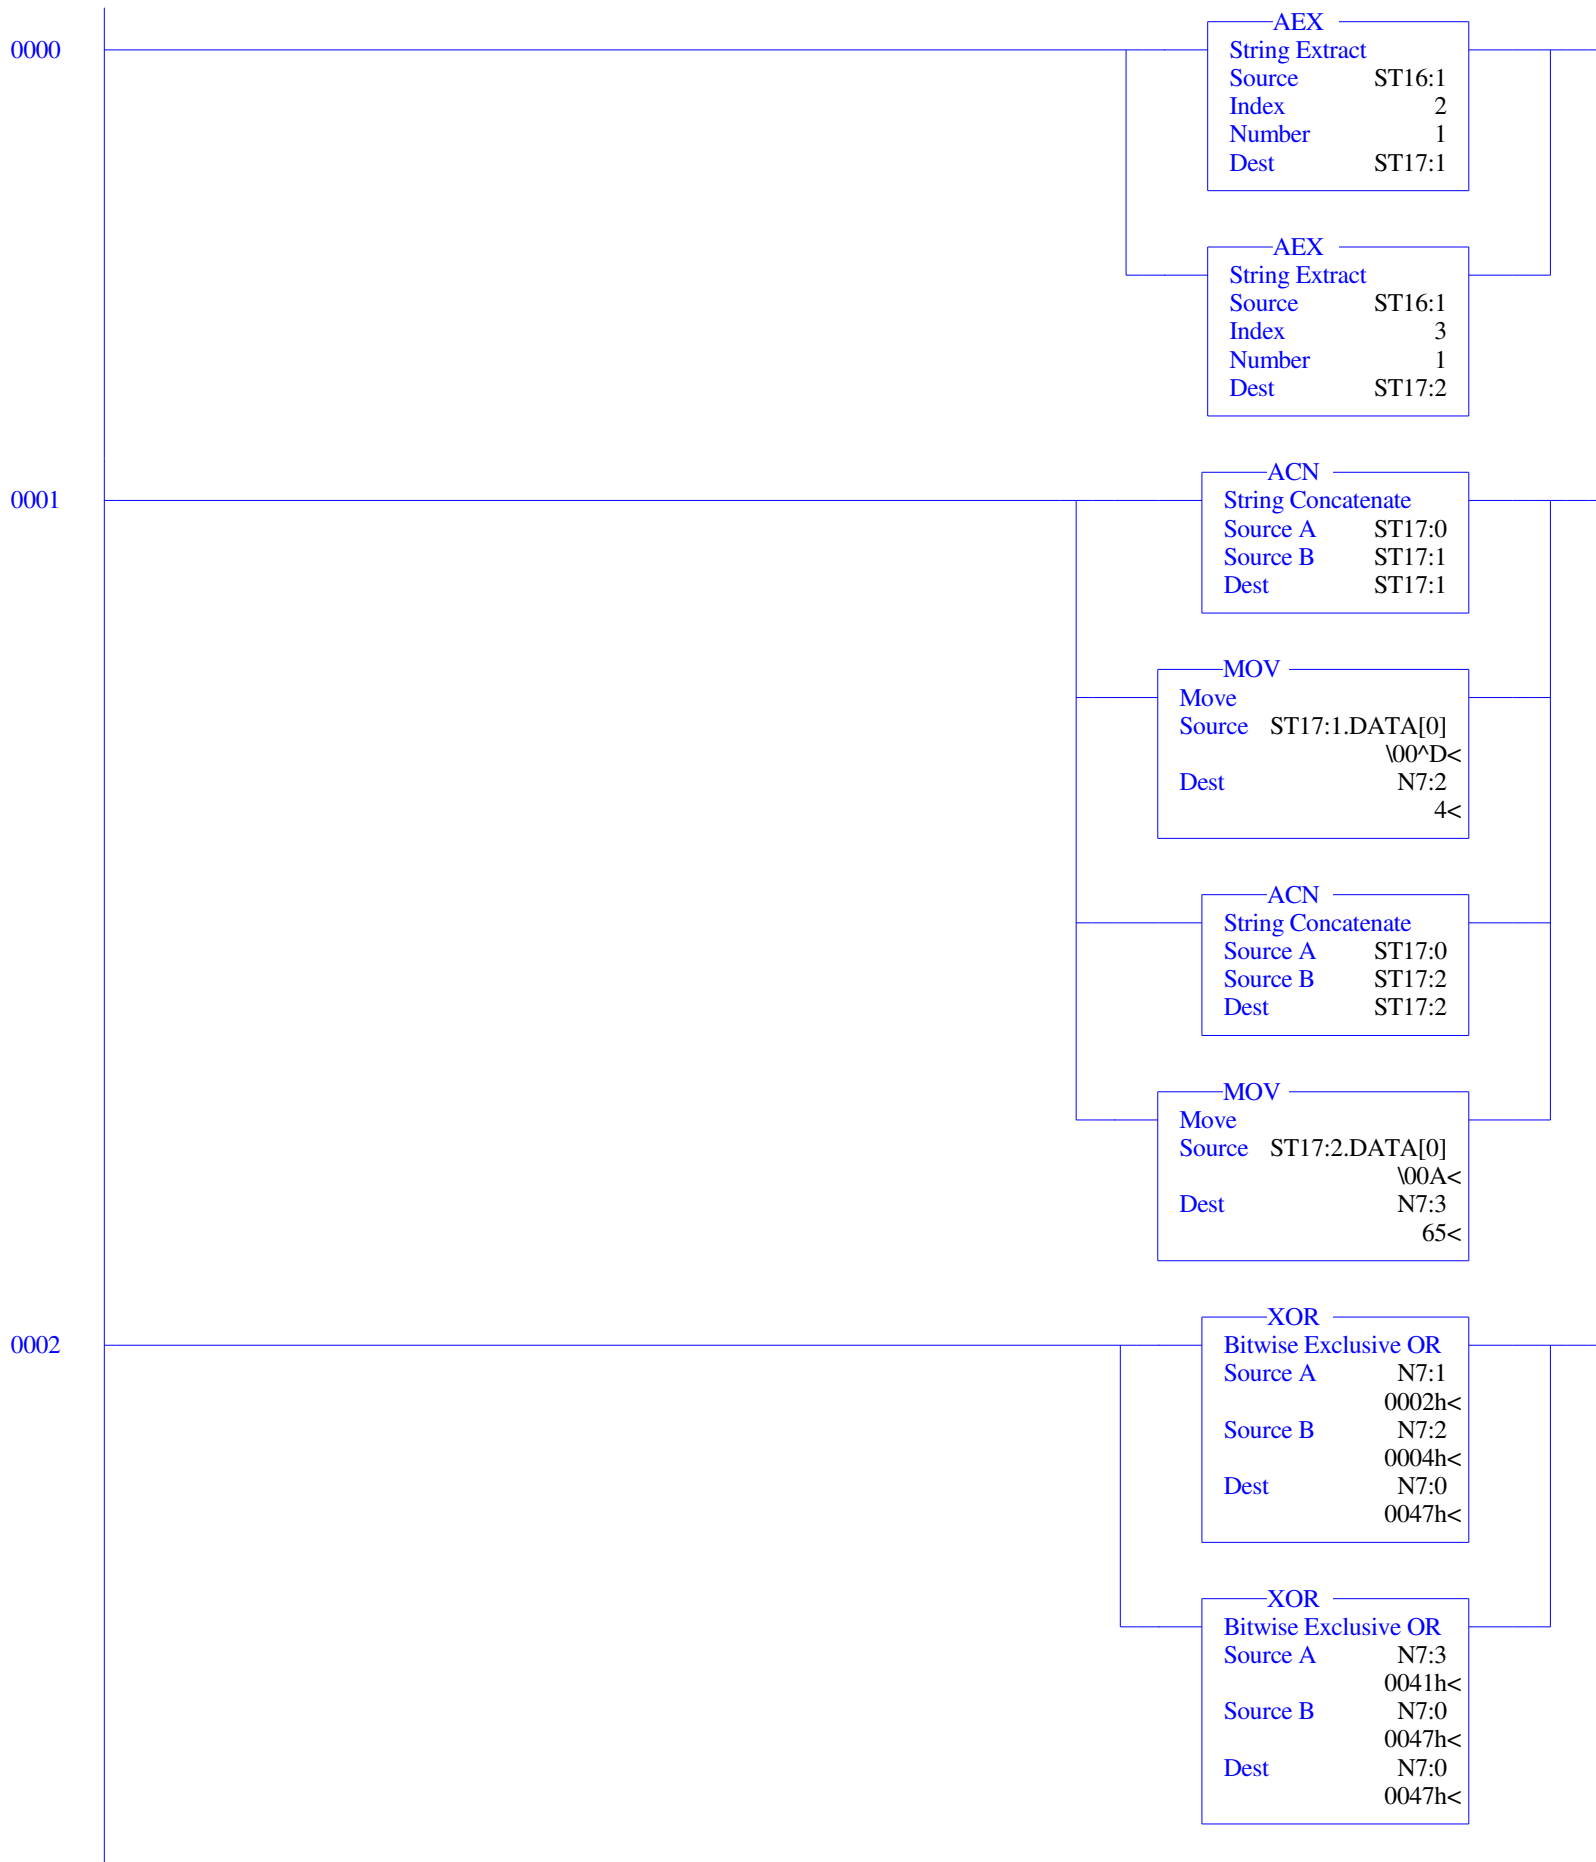 0000
AEX
String Extract
Source ST16:1
Index 2
Number 1
Dest ST17:1
AEX
String Extract
Source ST16:1
Index 3
Number 1
Dest ST17:2
0001
ACN
String Concatenate
Source A ST17:0
Source B ST17:1
Dest ST17:1
MOV
Move
Source ST17:1.DATA[0]
\00^D<
Dest N7:2
4<
ACN
String Concatenate
Source A ST17:0
Source B ST17:2
Dest ST17:2
MOV
Move
Source ST17:2.DATA[0]
\00A<
Dest N7:3
65<
0002
XOR
Bitwise Exclusive OR
Source A N7:1
0002h<
Source B N7:2
0004h<
Dest N7:0
0047h<
XOR
Bitwise Exclusive OR
Source A N7:3
0041h<
Source B N7:0
0047h<
Dest N7:0
0047h<